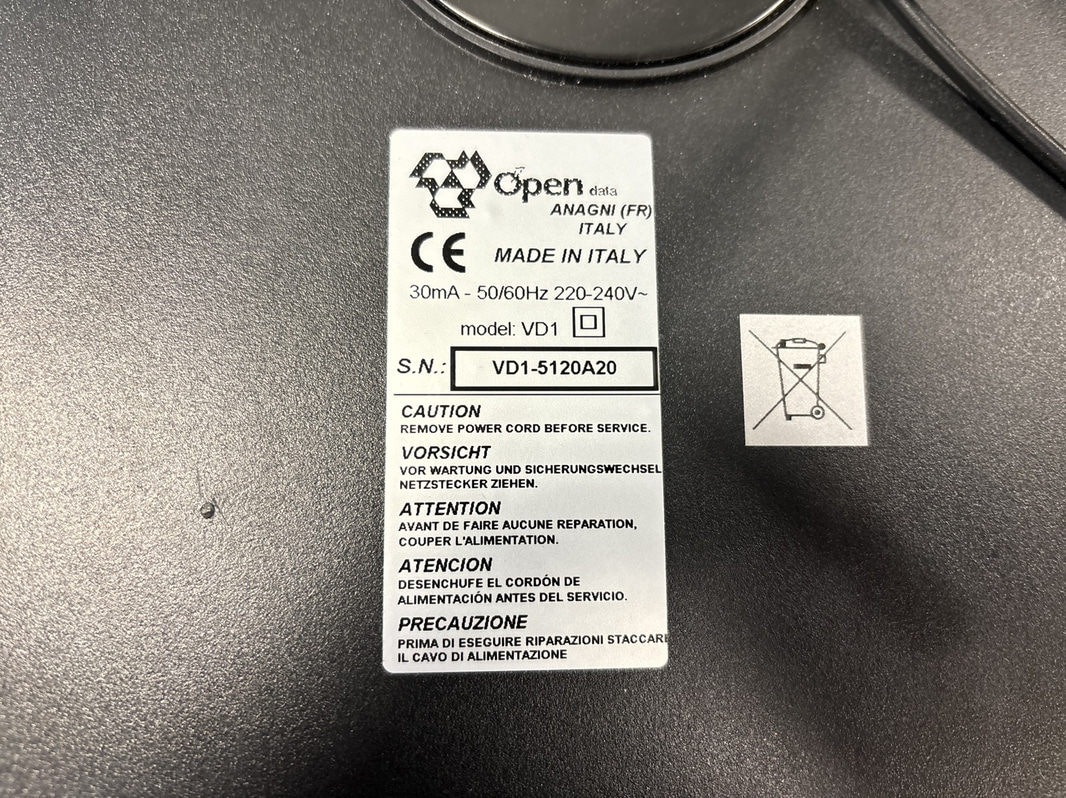 Open data
ANAGNI (FR)
ITALY
CE MADE IN ITALY
30mA - 50/60Hz 220-240V~
model: VD1
S.N.: VD1-5120A20
CAUTION
REMOVE POWER CORD BEFORE SERVICE.
VORSICHT
VOR WARTUNG UND SICHERUNGSWECHSEL
NETZSTECKER ZIEHEN.
ATTENTION
AVANT DE FAIRE AUCUNE REPARATION,
COUPER L'ALIMENTATION.
ATENCION
DESENCHUFE EL CORDÓN DE
ALIMENTACIÓN ANTES DEL SERVICIO.
PRECAUZIONE
PRIMA DI ESEGUIRE RIPARAZIONI STACCARE
IL CAVO DI ALIMENTAZIONE